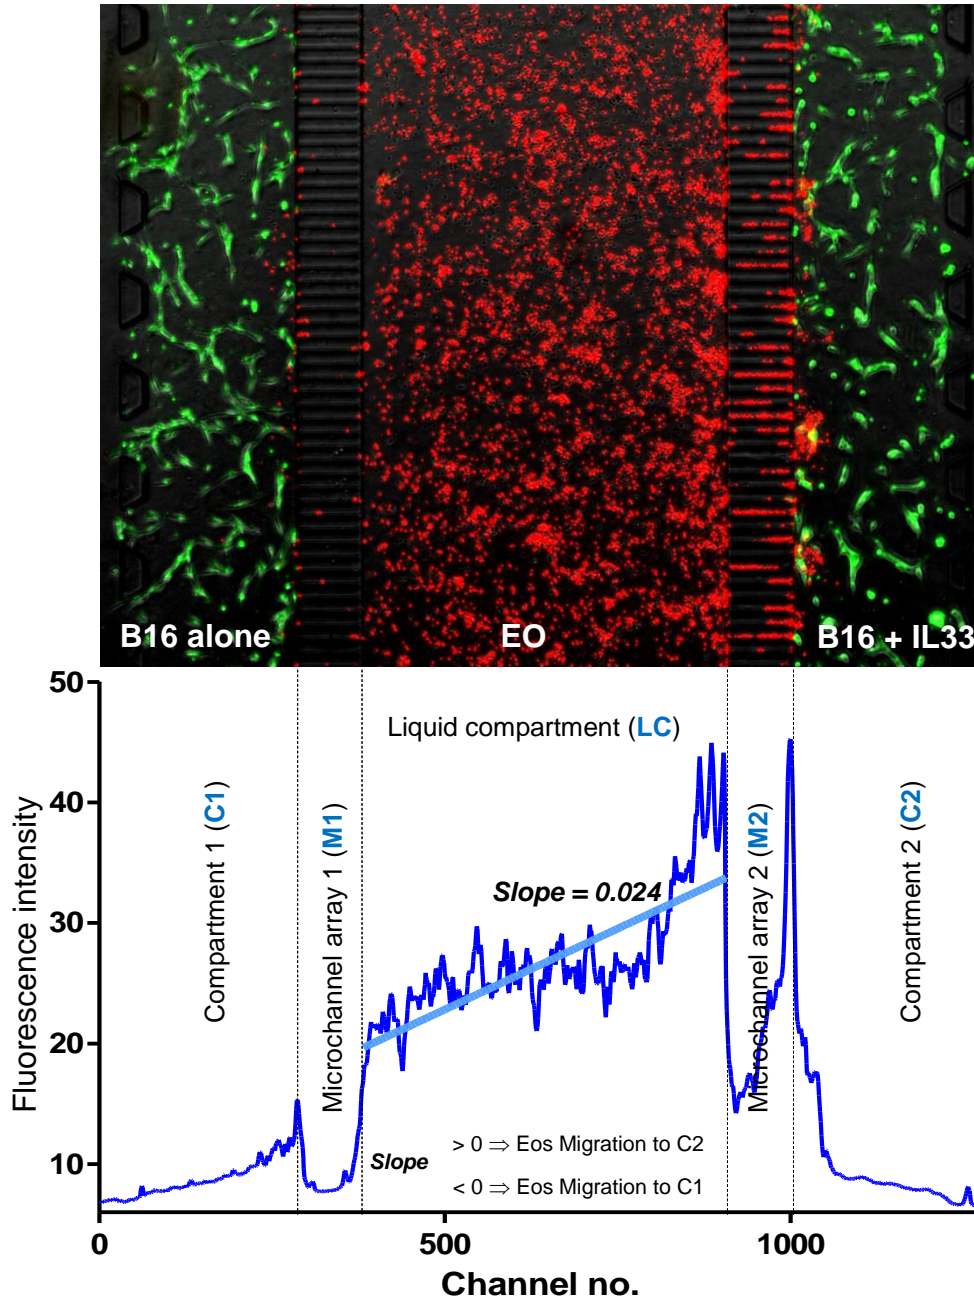 B16 alone
EO
B16 + IL33
50
40
30
20
10
Fluorescence intensity
Liquid compartment (LC)
Compartment 1 (C1)
Microchannel array 1 (M1)
Slope = 0.024
Microchannel array 2 (M2)
Compartment 2 (C2)
Slope
> 0 ⇒ Eos Migration to C2
< 0 ⇒ Eos Migration to C1
0
500
1000
Channel no.